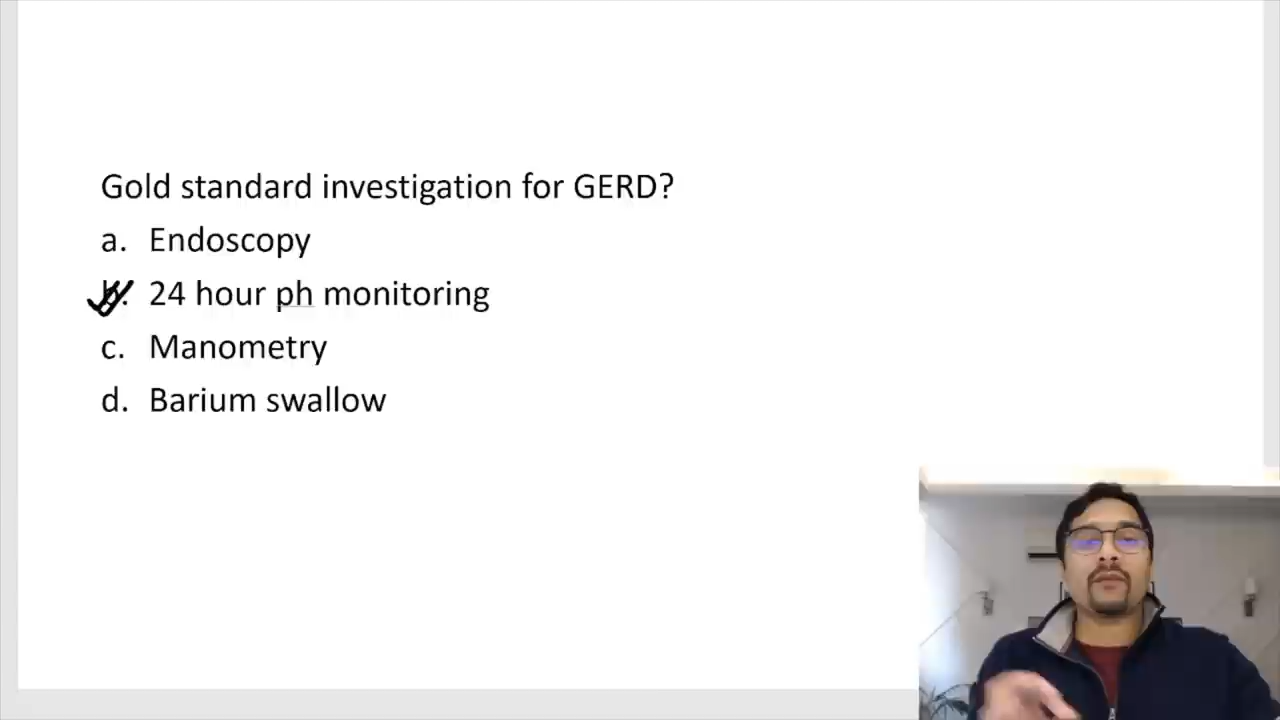 Gold standard investigation for GERD?
a. Endoscopy
b. 24 hour ph monitoring
c. Manometry
d. Barium swallow